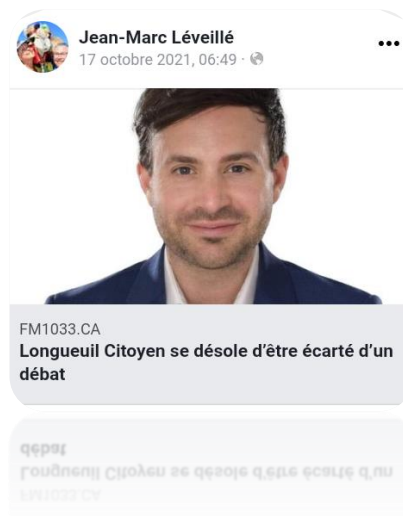 Jean-Marc Léveillé
17 octobre 2021, 06:49 ·
FM1033.CA
Longueuil Citoyen se désole d'être écarté d'un
débat